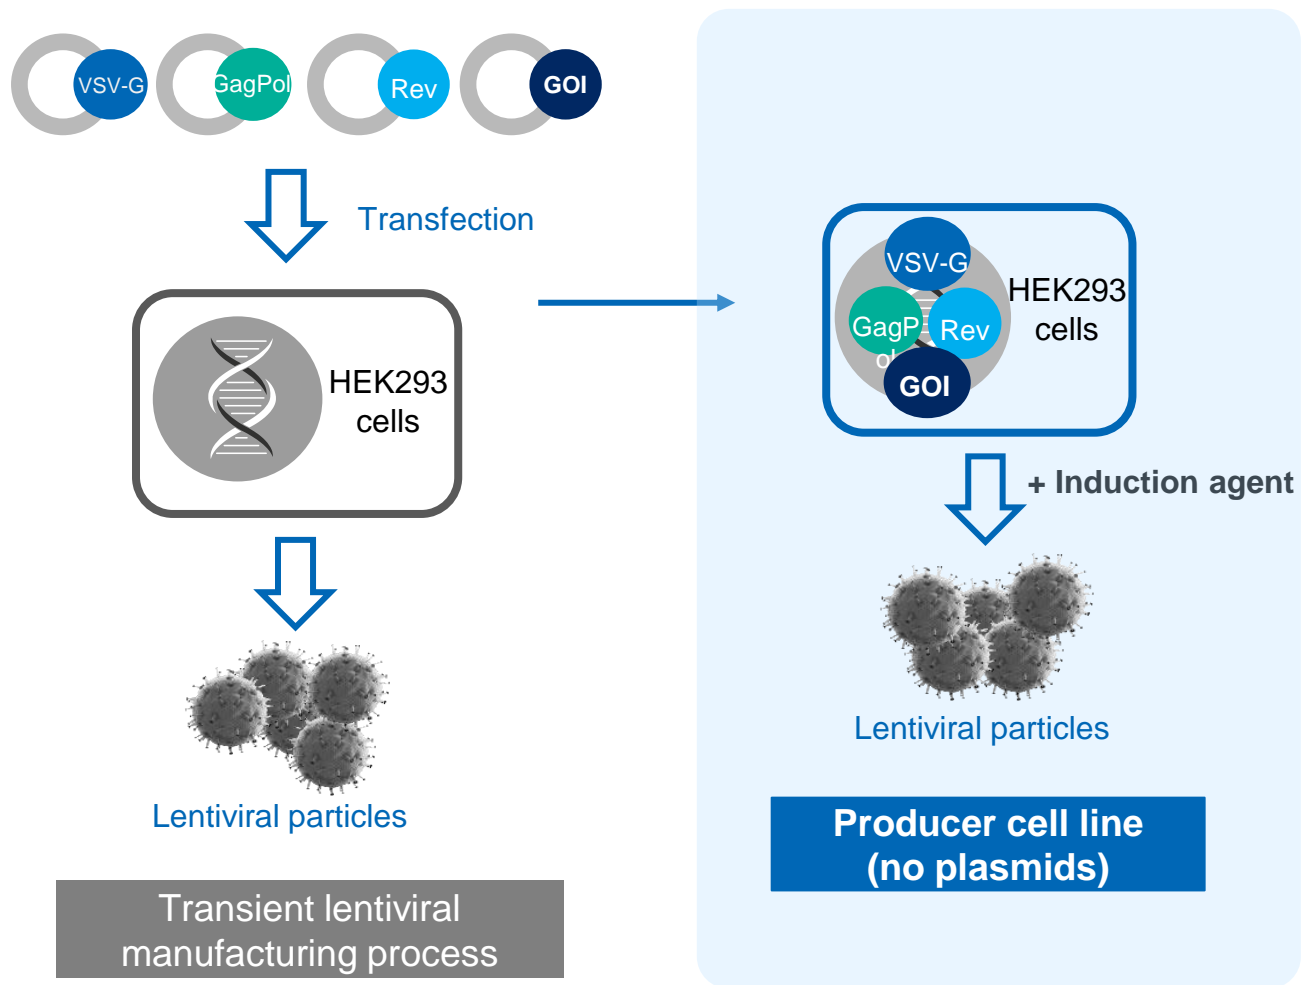 VSV-G
GagPol
Rev
GOI
Transfection
HEK293
cells
Lentiviral particles
Transient lentiviral
manufacturing process
VSV-G
GagP
ol
Rev
GOI
HEK293
cells
+ Induction agent
Lentiviral particles
Producer cell line
(no plasmids)